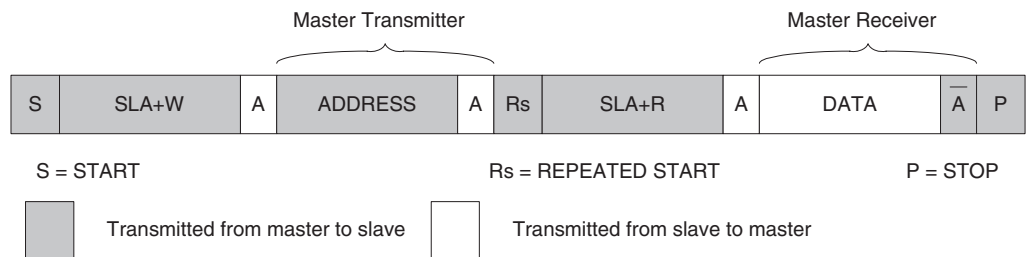 Master Transmitter Master Receiver
S SLA+W A ADDRESS A Rs SLA+R A DATA A̅ P
S = START Rs = REPEATED START P = STOP
Transmitted from master to slave Transmitted from slave to master